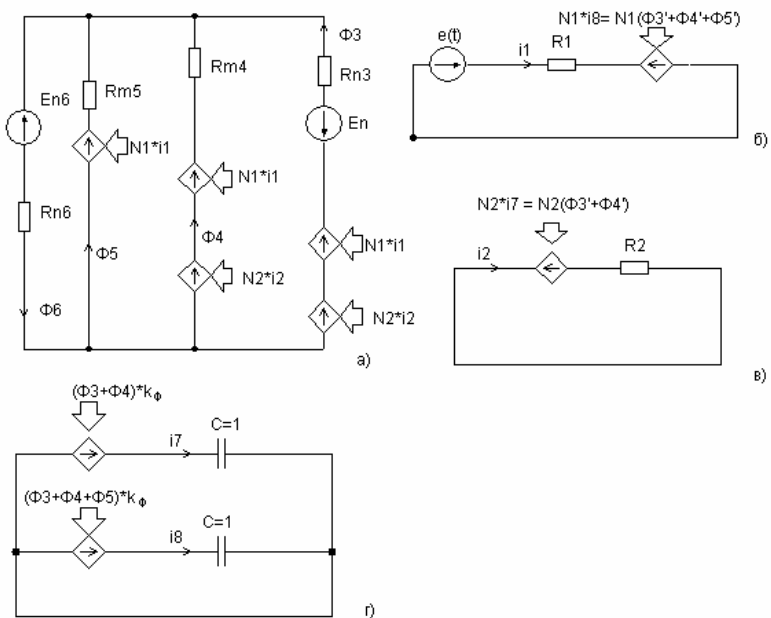 Ф3
Rm4
Rn3
Rm5
En6
En
N1*i1
N1*i1
Rn6
Ф4
N1*i1
Ф5
N2*i2
Ф6
N2*i2
а)
N1*i8= N1(Ф3'+Ф4'+Ф5')
e(t)
i1
R1
б)
N2*i7 = N2(Ф3'+Ф4')
i2
R2
в)
(Ф3+Ф4)*kф
i7
C=1
(Ф3+Ф4+Ф5)*kф
i8
C=1
г)